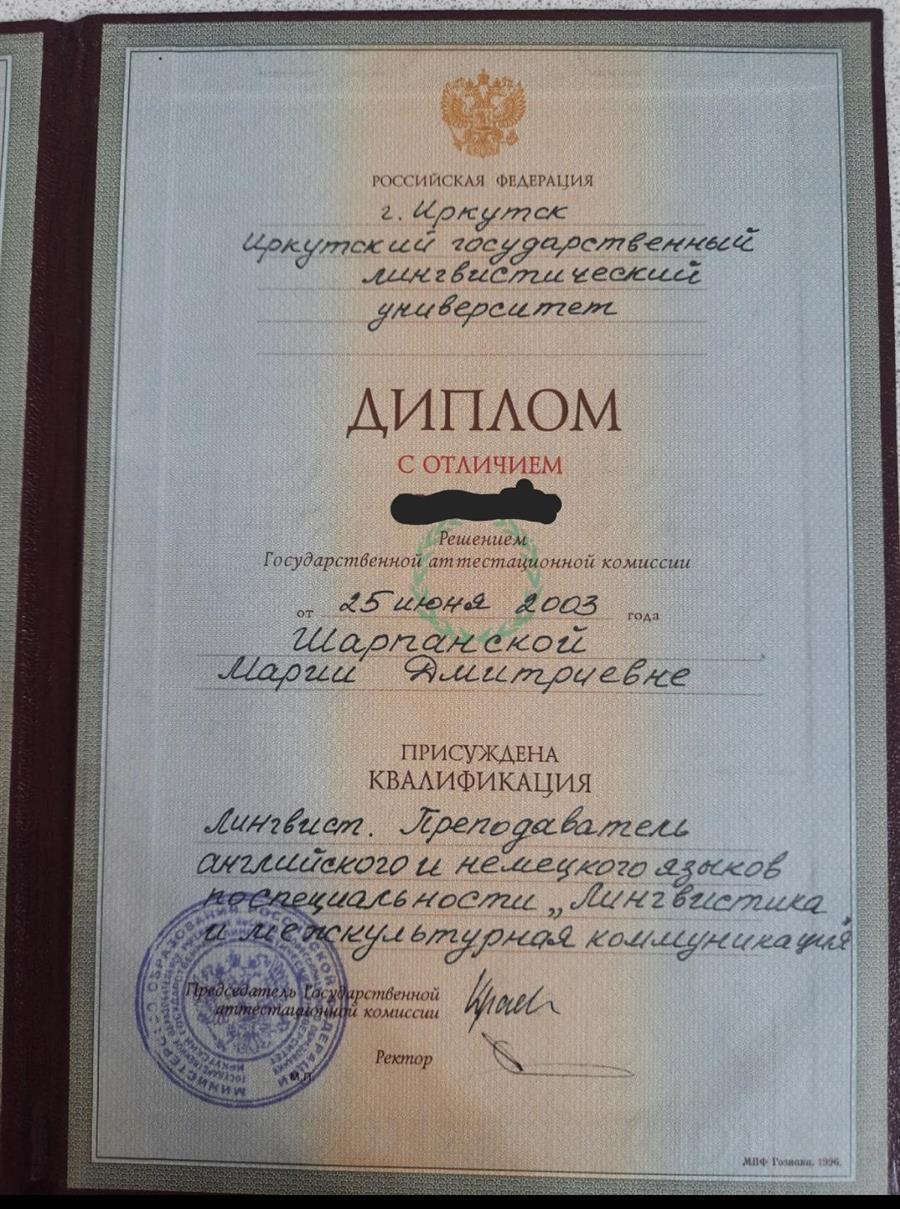 РОССИЙСКАЯ ФЕДЕРАЦИЯ
г. Иркутск
Иркутский государственный
лингвистический
университет
ДИПЛОМ
С ОТЛИЧИЕМ
Решением
Государственной аттестационной комиссии
от 25 июня 2003 года
Шарпанской
Марии Дмитриевне
ПРИСУЖДЕНА
КВАЛИФИКАЦИЯ
Лингвист. Преподаватель
английского и немецкого языков
по специальности „Лингвистика
и межкультурная коммуникация"
Председатель Государственной
аттестационной комиссии
Ректор
М.П.
МПФ Гознака. 1996.